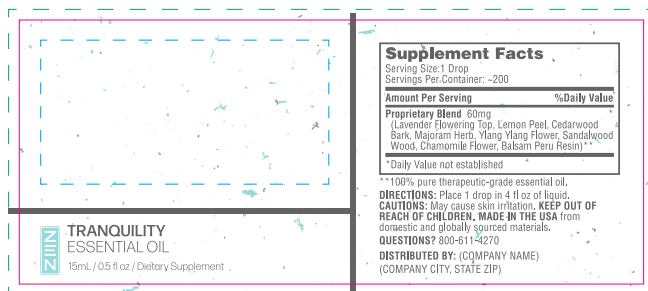 ZEN
TRANQUILITY
ESSENTIAL OIL
15mL / 0.5 fl oz / Dietary Supplement
Supplement Facts
Serving Size:1 Drop
Servings Per Container: ~200
Amount Per Serving %Daily Value
Proprietary Blend 60mg *
(Lavender Flowering Top, Lemon Peel, Cedarwood
Bark, Majoram Herb, Ylang Ylang Flower, Sandalwood
Wood, Chamomile Flower, Balsam Peru Resin)**
*Daily Value not established
**100% pure therapeutic-grade essential oil.
DIRECTIONS: Place 1 drop in 4 fl oz of liquid.
CAUTIONS: May cause skin irritation. KEEP OUT OF
REACH OF CHILDREN. MADE IN THE USA from
domestic and globally sourced materials.
QUESTIONS? 800-611-4270
DISTRIBUTED BY: (COMPANY NAME)
(COMPANY CITY, STATE ZIP)